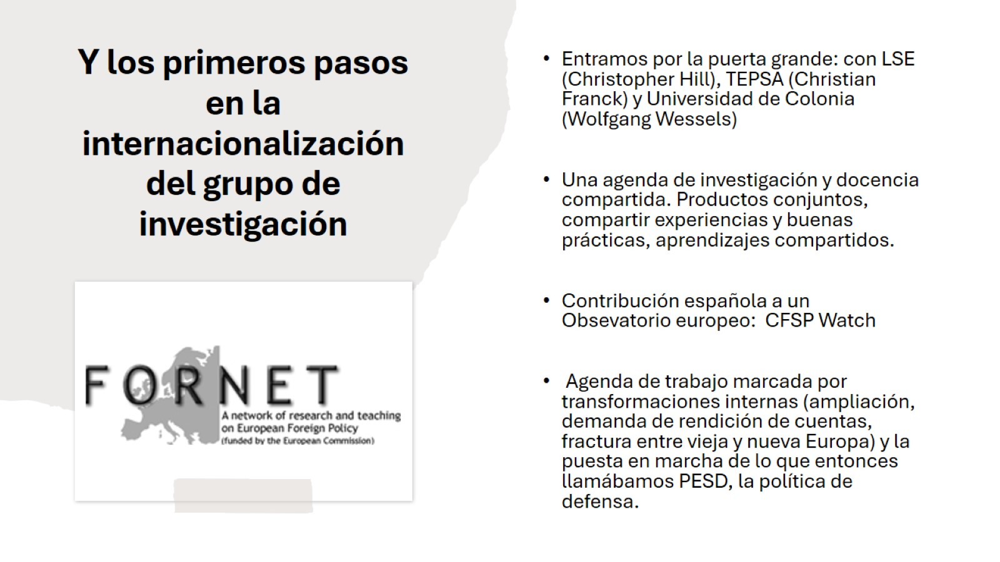 Y los primeros pasos
en la
internacionalización
del grupo de
investigación
FORNET
A network of research and teaching
on European Foreign Policy
(funded by the European Commission)
• Entramos por la puerta grande: con LSE
(Christopher Hill), TEPSA (Christian
Franck) y Universidad de Colonia
(Wolfgang Wessels)
• Una agenda de investigación y docencia
compartida. Productos conjuntos,
compartir experiencias y buenas
prácticas, aprendizajes compartidos.
• Contribución española a un
Obsevatorio europeo:  CFSP Watch
• Agenda de trabajo marcada por
transformaciones internas (ampliación,
demanda de rendición de cuentas,
fractura entre vieja y nueva Europa) y la
puesta en marcha de lo que entonces
llamábamos PESD, la política de
defensa.